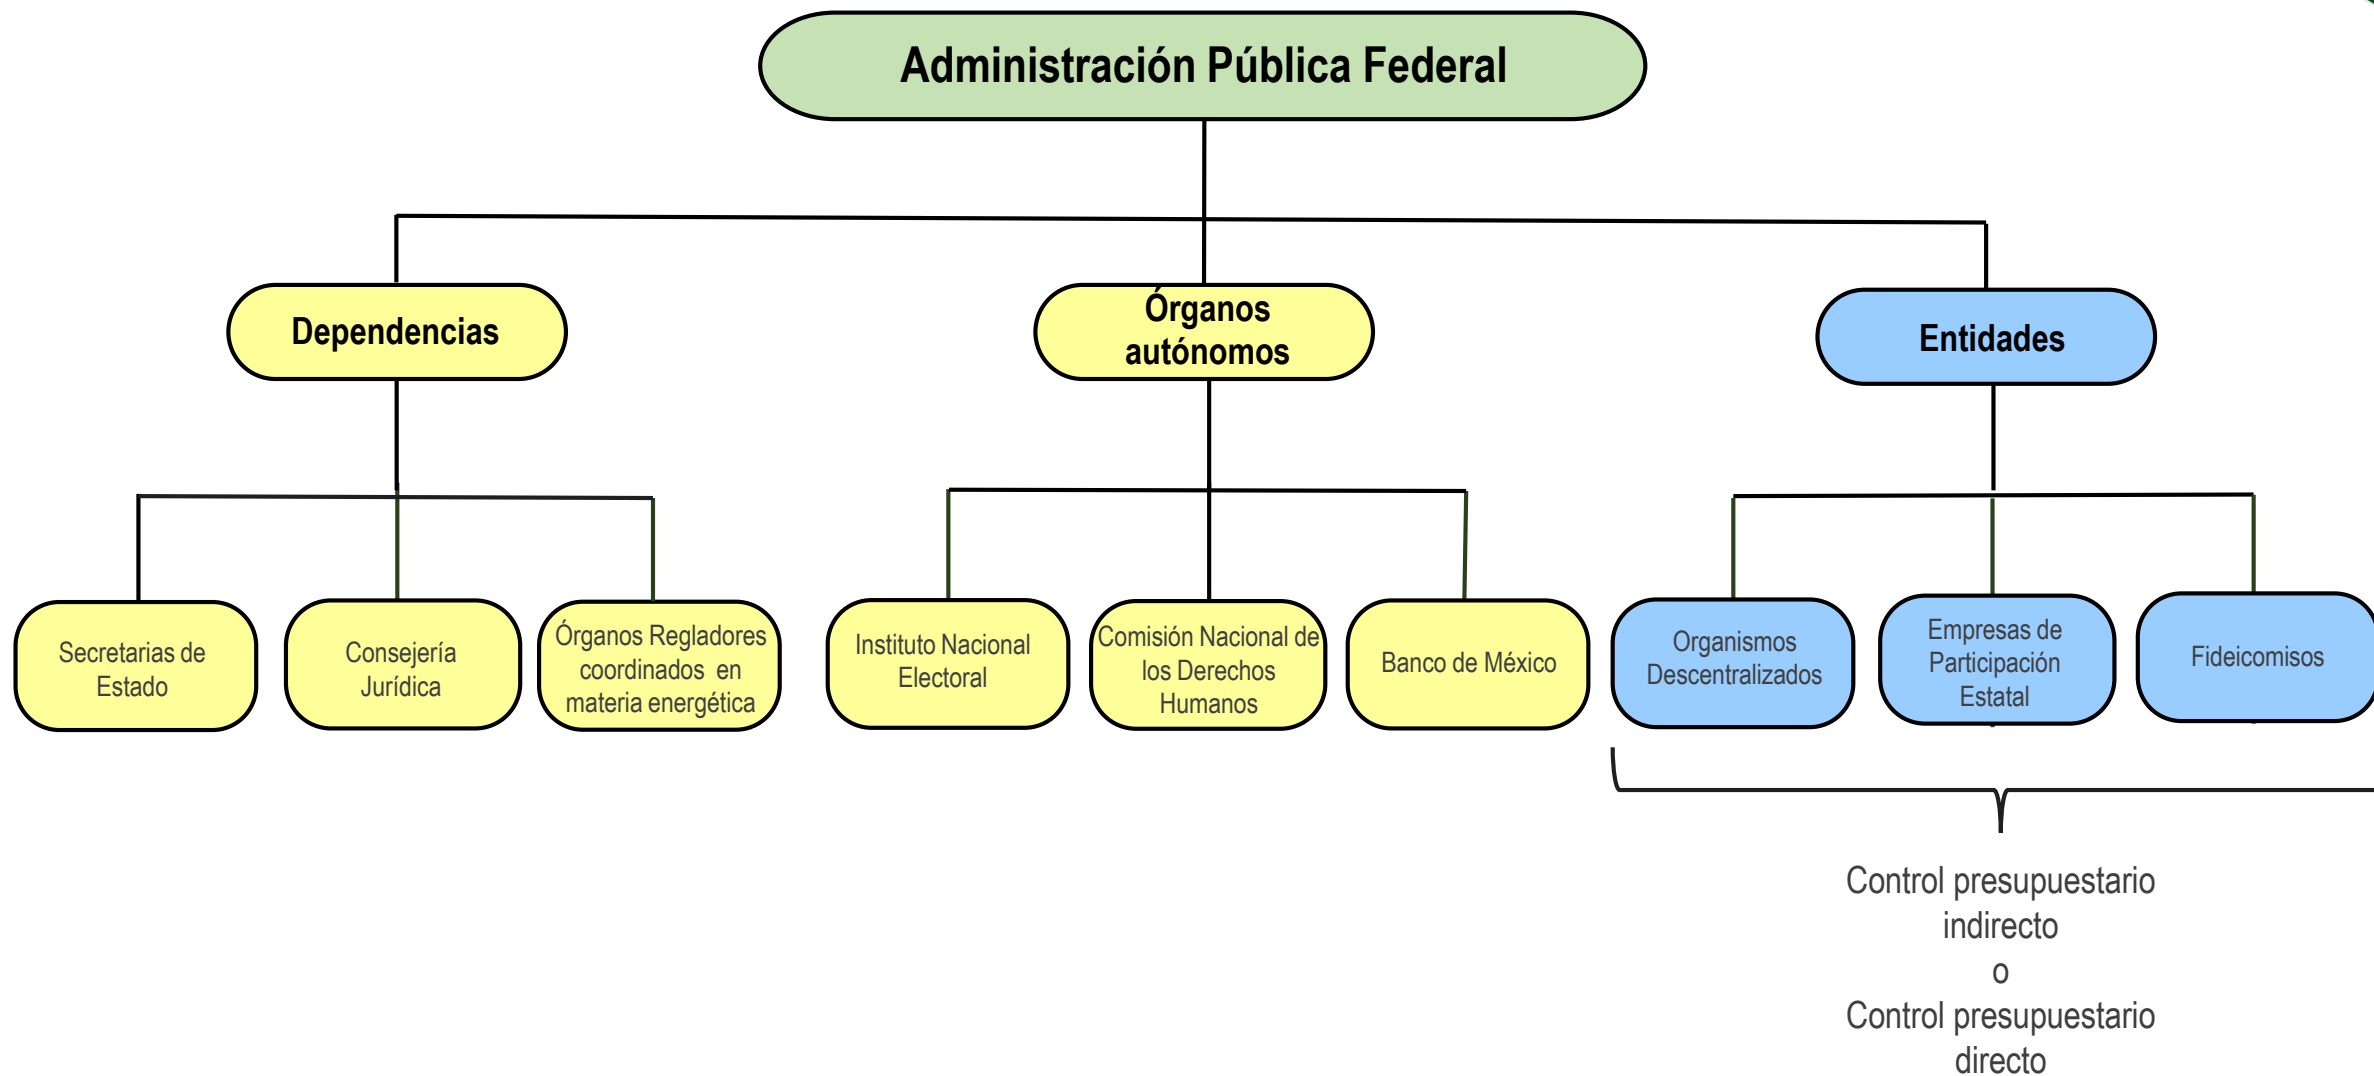 Administración Pública Federal
Dependencias
Órganos
autónomos
Entidades
Secretarias de
Estado
Consejería
Jurídica
Órganos Regladores
coordinados en
materia energética
Instituto Nacional
Electoral
Comisión Nacional de
los Derechos
Humanos
Banco de México
Organismos
Descentralizados
Empresas de
Participación
Estatal
Fideicomisos
Control presupuestario
indirecto
o
Control presupuestario
directo